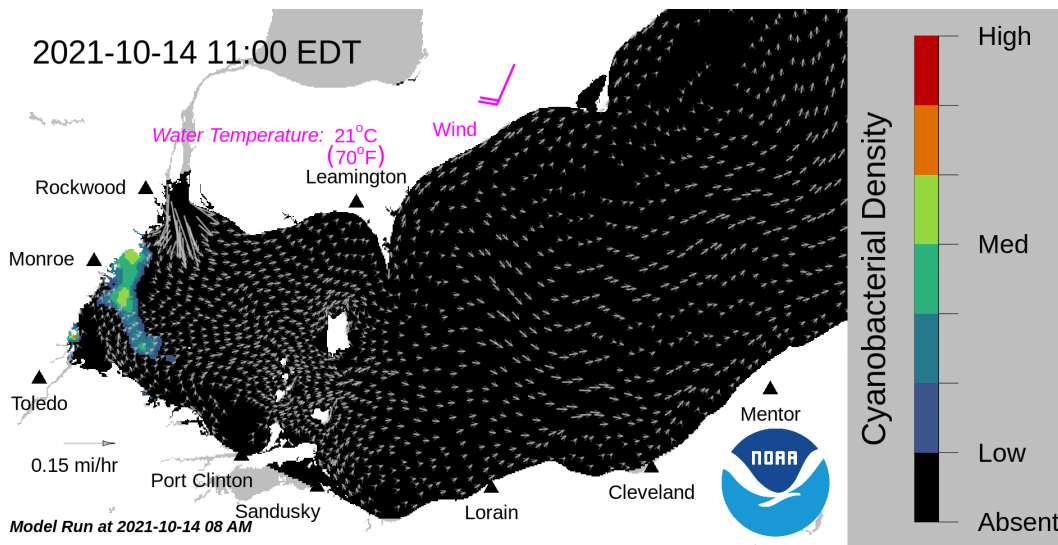 2021-10-14 11:00 EDT
Water Temperature: 21°C
(70°F)
Wind
Leamington
Rockwood
Monroe
Toledo
0.15 mi/hr
Port Clinton
Sandusky
Lorain
Cleveland
Mentor
NOAA
Model Run at 2021-10-14 08 AM
Cyanobacterial Density
High
Med
Low
Absent